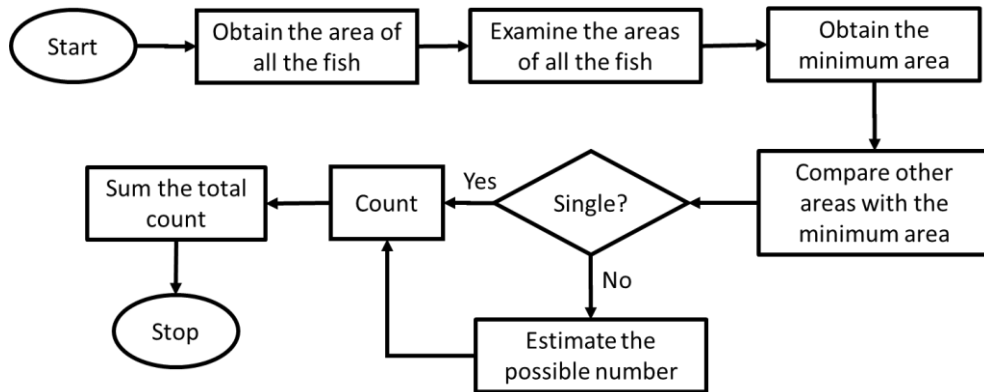 Start
Obtain the area of
all the fish
Examine the areas
of all the fish
Obtain the
minimum area
Compare other
areas with the
minimum area
Single?
Yes
Count
Sum the total
count
No
Estimate the
possible number
Stop